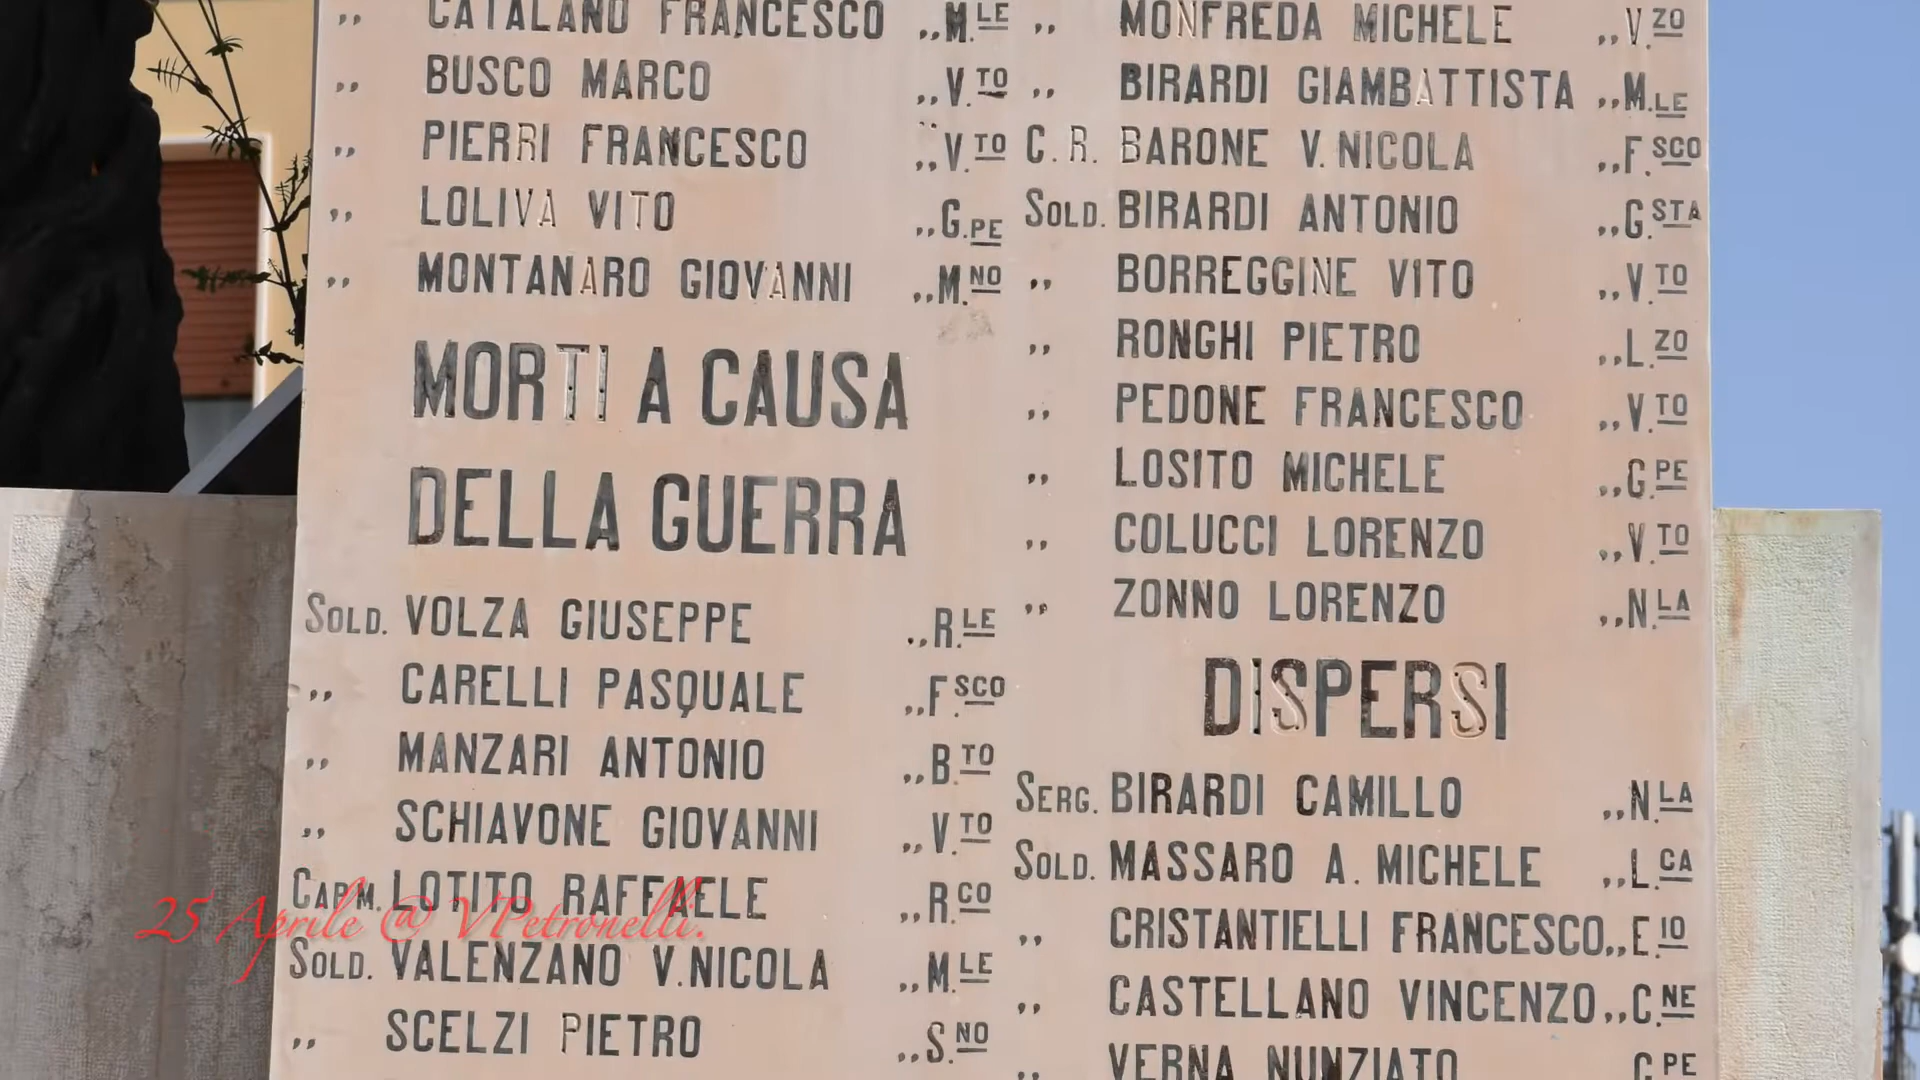 ,, CATALANO FRANCESCO ,,M.LE
,, BUSCO MARCO ,,V.TO
,, PIERRI FRANCESCO ,,V.TO
,, LOLIVA VITO ,,G.PE
,, MONTANARO GIOVANNI ,,M.NO
MORTI A CAUSA
DELLA GUERRA
SOLD. VOLZA GIUSEPPE ,,R.LE
,, CARELLI PASQUALE ,,F.SCO
,, MANZARI ANTONIO ,,B.TO
,, SCHIAVONE GIOVANNI ,,V.TO
CAP.M. LOTITO RAFFAELE ,,R.CO
SOLD. VALENZANO V.NICOLA ,,M.LE
,, SCELZI PIETRO ,,S.NO
,, MONFREDA MICHELE ,,V.ZO
,, BIRARDI GIAMBATTISTA ,,M.LE
C.R. BARONE V.NICOLA ,,F.SCO
SOLD. BIRARDI ANTONIO ,,G.STA
,, BORREGGINE VITO ,,V.TO
,, RONGHI PIETRO ,,L.ZO
,, PEDONE FRANCESCO ,,V.TO
,, LOSITO MICHELE ,,G.PE
,, COLUCCI LORENZO ,,V.TO
,, ZONNO LORENZO ,,N.LA
DISPERSI
SERG. BIRARDI CAMILLO ,,N.LA
SOLD. MASSARO A. MICHELE ,,L.CA
,, CRISTANTIELLI FRANCESCO ,,E.IO
,, CASTELLANO VINCENZO ,,C.NE
,, VERNA NUNZIATO PE
25 Aprile @ VPetronelli.